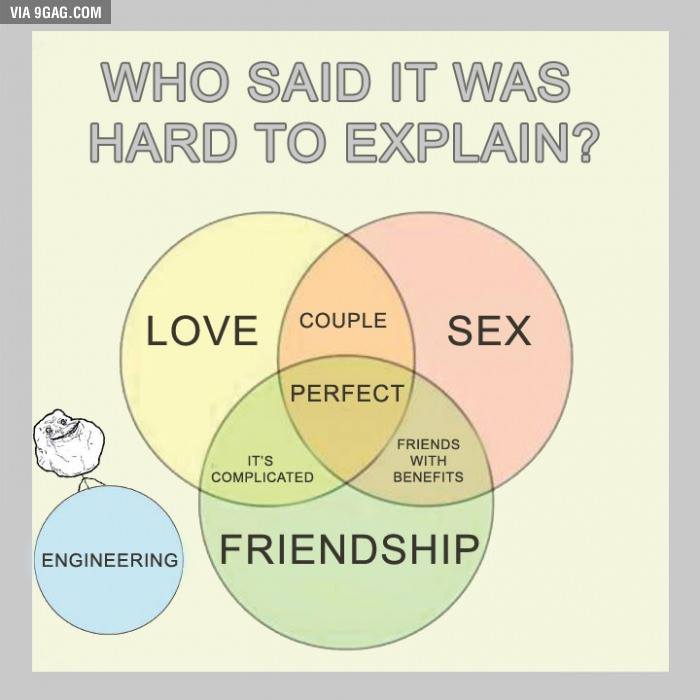 VIA 9GAG.COM
WHO SAID IT WAS
HARD TO EXPLAIN?
LOVE
COUPLE
SEX
PERFECT
IT'S
COMPLICATED
FRIENDS
WITH
BENEFITS
FRIENDSHIP
ENGINEERING